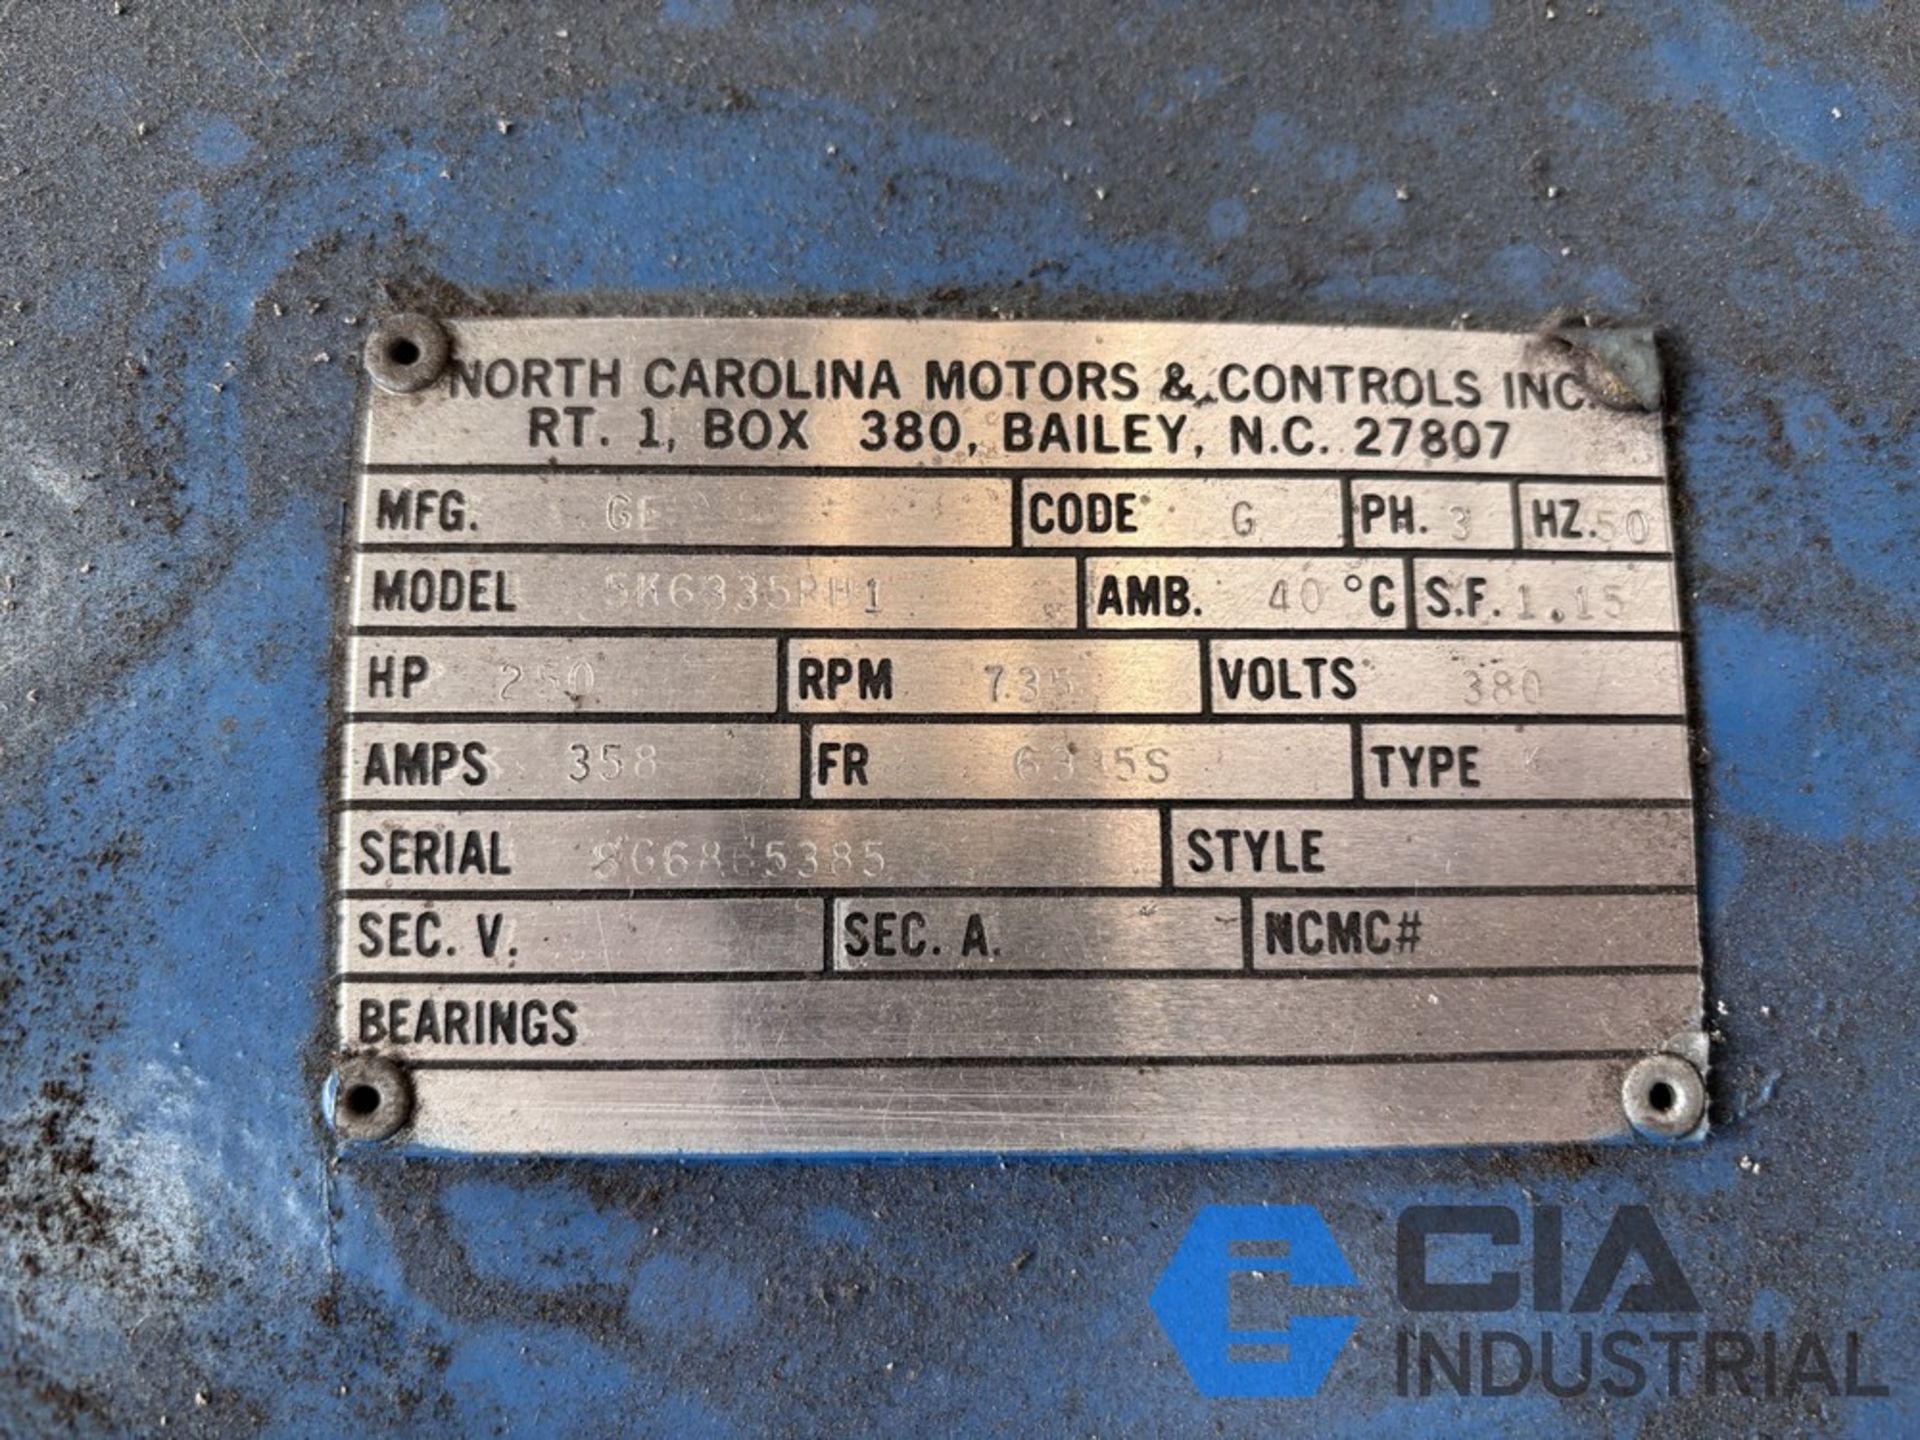 NORTH CAROLINA MOTORS & CONTROLS INC.
RT. 1, BOX 380, BAILEY, N.C. 27807
MFG. GE CODE G PH. 3 HZ. 50
MODEL 5K6335RH1 AMB. 40 °C S.F. 1.15
HP 250 RPM 735 VOLTS 380
AMPS 358 FR 6335S TYPE K
SERIAL STYLE
SEC. V. SEC. A. NCMC#
BEARINGS
CIA
INDUSTRIAL